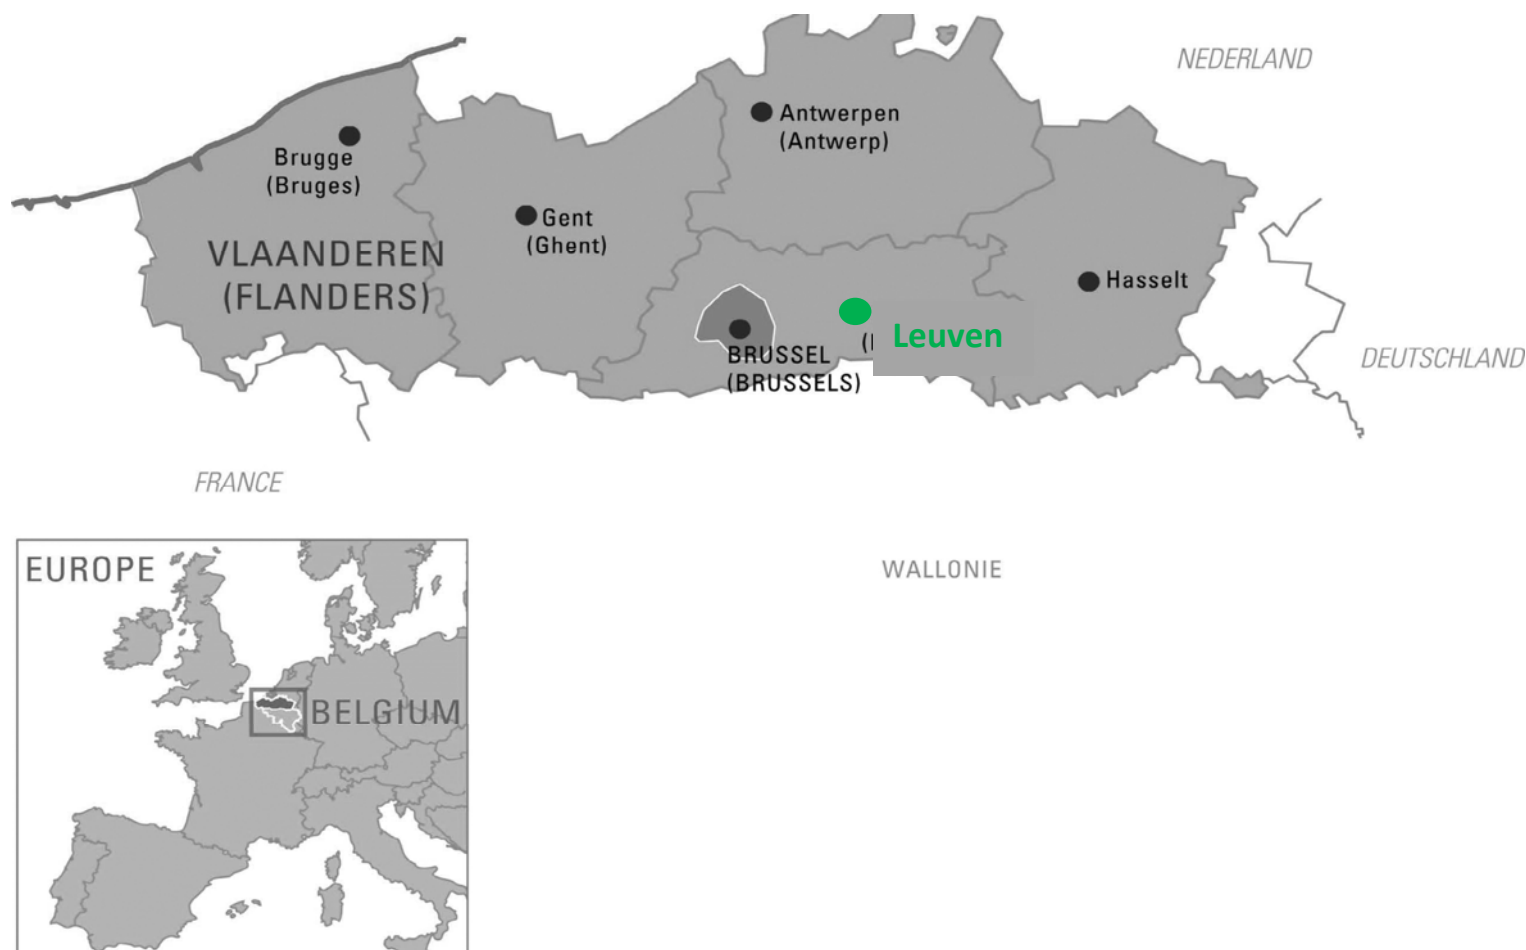 NEDERLAND
Antwerpen
(Antwerp)
Brugge
(Bruges)
Gent
(Ghent)
VLAANDEREN
(FLANDERS)
Hasselt
Leuven
BRUSSEL
(BRUSSELS)
DEUTSCHLAND
FRANCE
EUROPE
WALLONIE
BELGIUM